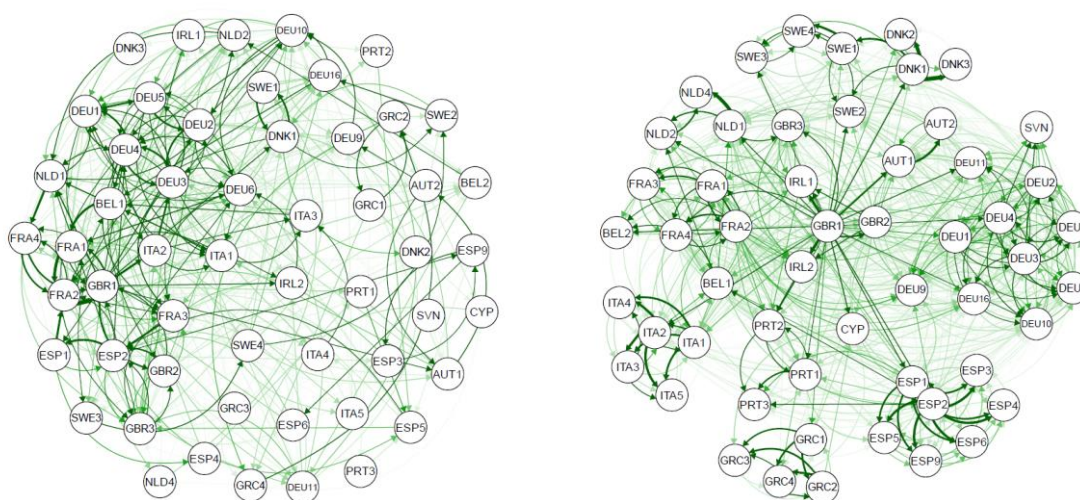 DNK3
IRL1
NLD2
DEU10
PRT2
DEU16
SWE1
DEU1
DEU5
DEU2
DNK1
DEU9
GRC2
SWE2
DEU4
NLD1
DEU3
DEU6
AUT2
BEL2
BEL1
GRC1
ITA3
FRA4
FRA1
ITA2
ITA1
DNK2
ESP9
FRA2
GBR1
IRL2
PRT1
FRA3
SVN
CYP
ESP1
ESP2
GBR2
SWE4
ITA4
ESP3
AUT1
SWE3
GBR3
GRC3
ESP6
ITA5
ESP5
ESP4
NLD4
GRC4
DEU11
PRT3
SWE4
SWE1
DNK2
SWE3
DNK1
DNK3
NLD4
SWE2
NLD2
NLD1
GBR3
AUT2
SVN
AUT1
DEU11
FRA3
FRA1
IRL1
DEU2
BEL2
FRA4
FRA2
GBR1
GBR2
DEU1
DEU4
DEU
DEU3
IRL2
BEL1
DEU9
DEU16
DEU
DEU10
ITA4
ITA2
ITA1
PRT2
CYP
ITA3
ITA5
PRT1
PRT3
ESP1
ESP3
ESP2
ESP4
ESP5
ESP6
ESP9
GRC1
GRC3
GRC4
GRC2